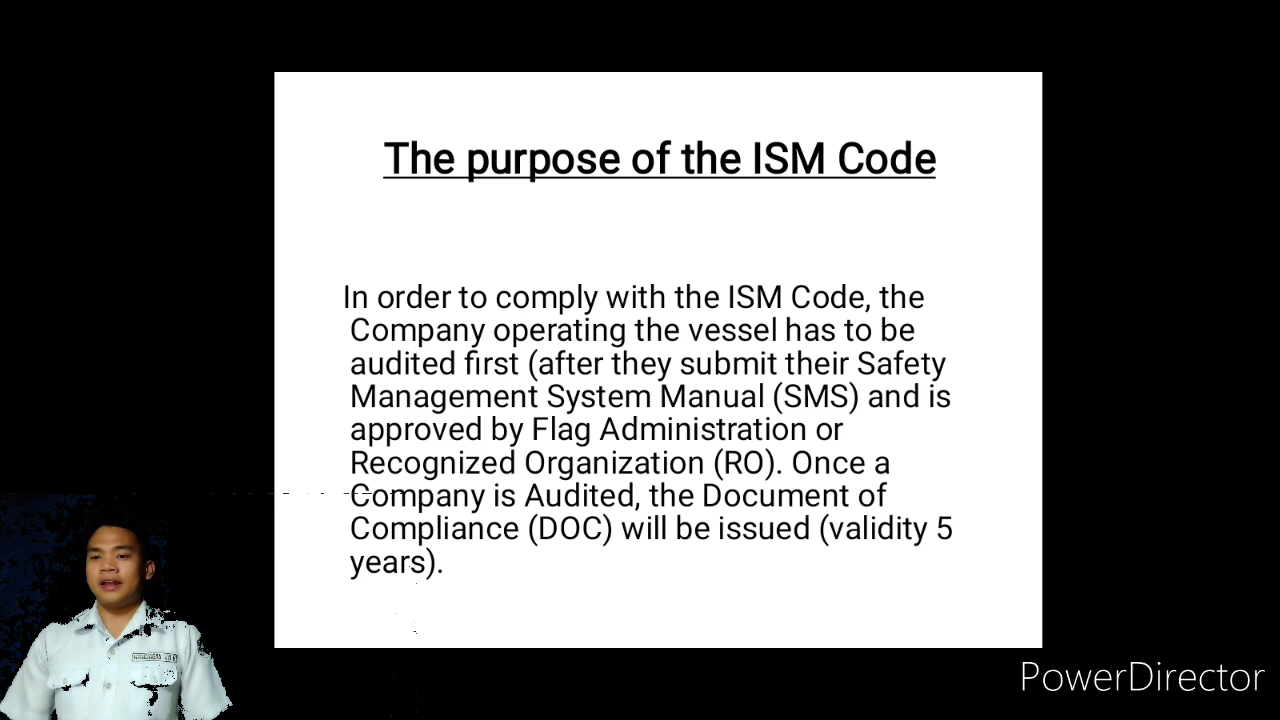 The purpose of the ISM Code
In order to comply with the ISM Code, the
Company operating the vessel has to be
audited first (after they submit their Safety
Management System Manual (SMS) and is
approved by Flag Administration or
Recognized Organization (RO). Once a
Company is Audited, the Document of
Compliance (DOC) will be issued (validity 5
years).
PowerDirector